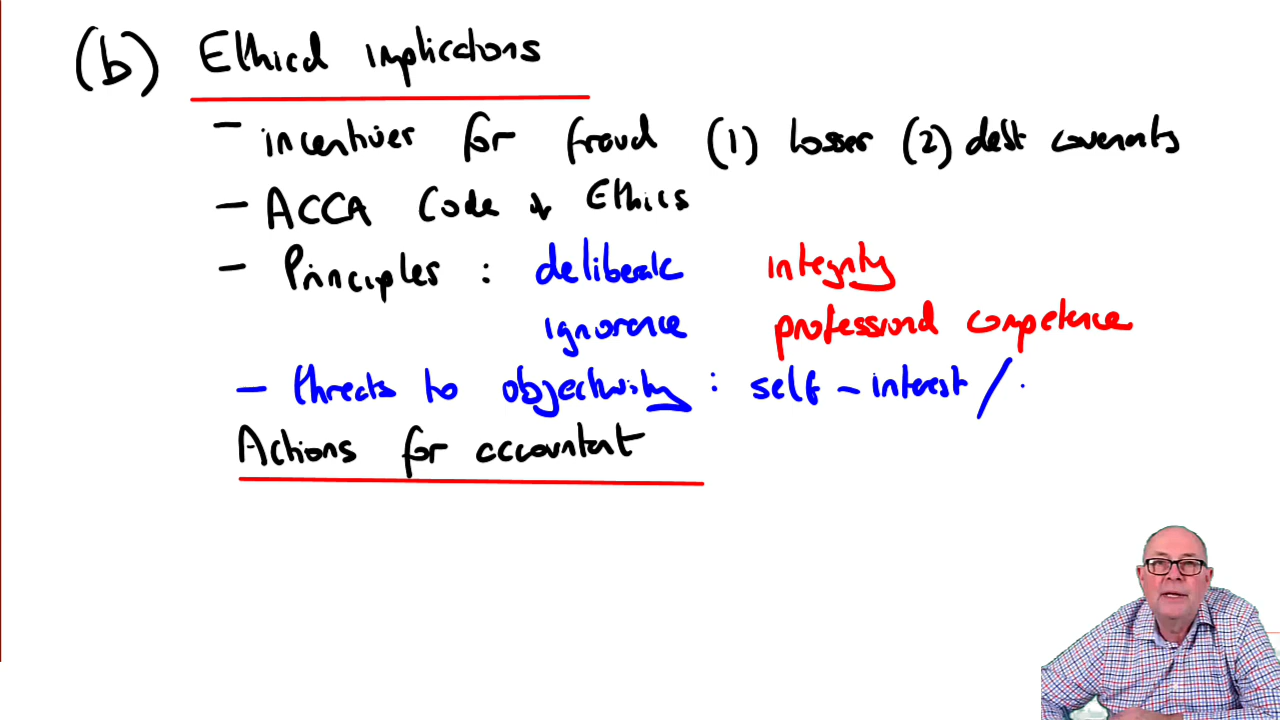 (b) Ethical implications
- incentives for fraud (1) losses (2) debt covenants
- ACCA Code of Ethics
- Principles : deliberate integrity
ignorance professional competence
- threats to objectivity : self-interest /
Actions for accountant